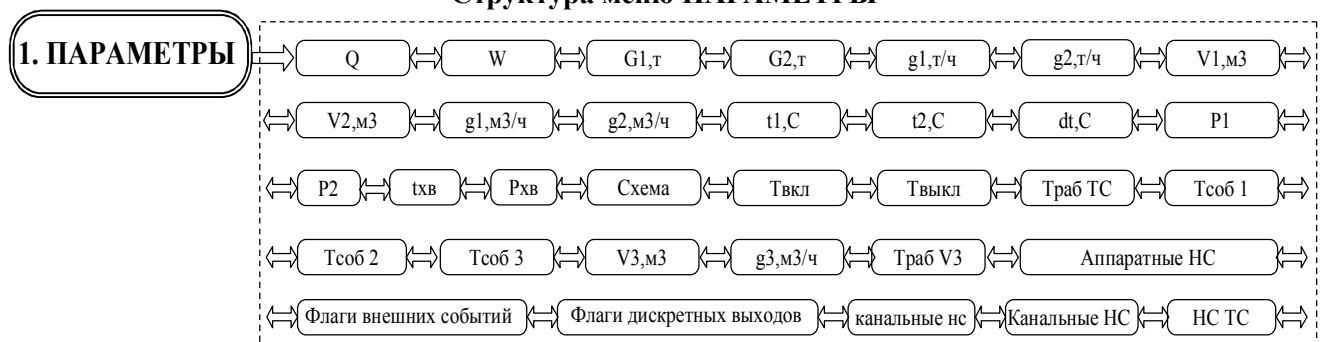 Структура меню ПАРАМЕТРЫ
1. ПАРАМЕТРЫ Q W G1,т G2,т g1,т/ч g2,т/ч V1,м3
V2,м3 g1,м3/ч g2,м3/ч t1,C t2,C dt,C P1
P2 tхв Pхв Схема Твкл Твыкл Траб ТС Тсоб 1
Тсоб 2 Тсоб 3 V3,м3 g3,м3/ч Траб V3 Аппаратные НС
Флаги внешних событий Флаги дискретных выходов канальные нс Канальные НС НС ТС